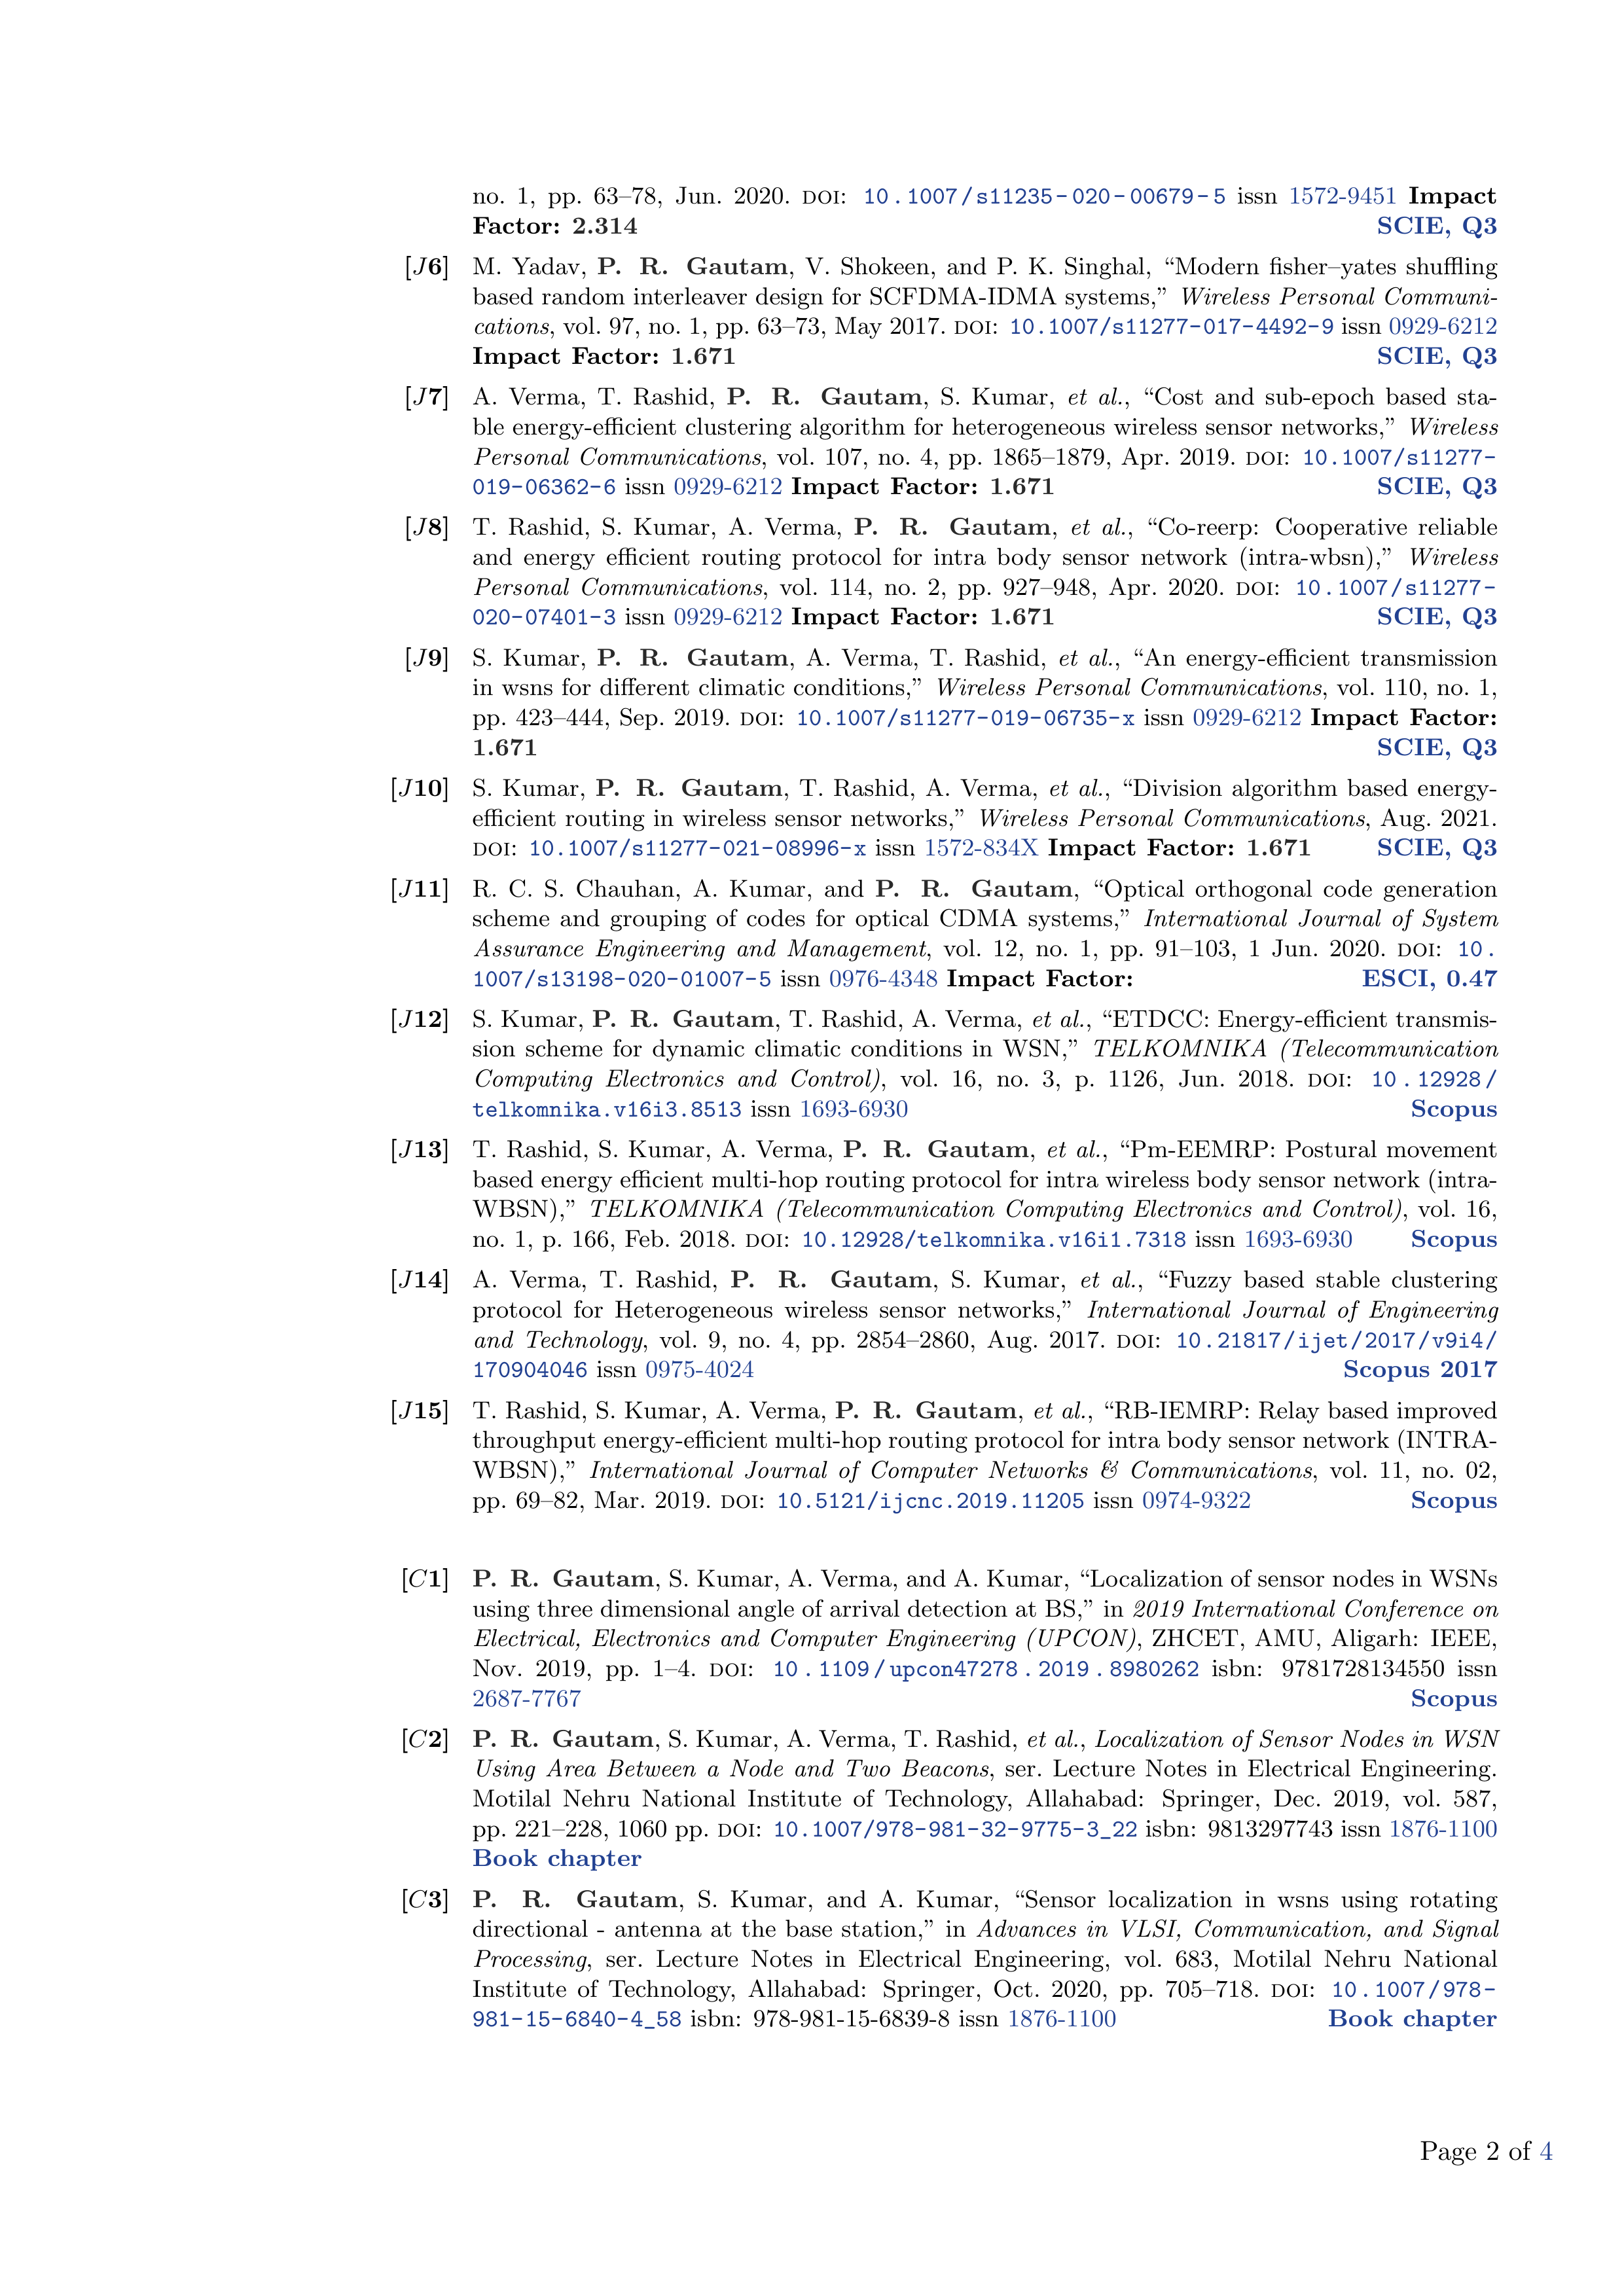 no. 1, pp. 63–78, Jun. 2020. DOI: 10.1007/s11235-020-00679-5 issn 1572-9451 Impact
Factor: 2.314 SCIE, Q3
[J6] M. Yadav, P. R. Gautam, V. Shokeen, and P. K. Singhal, “Modern fisher–yates shuffling
based random interleaver design for SCFDMA-IDMA systems,” Wireless Personal Communi-
cations, vol. 97, no. 1, pp. 63–73, May 2017. DOI: 10.1007/s11277-017-4492-9 issn 0929-6212
Impact Factor: 1.671 SCIE, Q3
[J7] A. Verma, T. Rashid, P. R. Gautam, S. Kumar, et al., “Cost and sub-epoch based sta-
ble energy-efficient clustering algorithm for heterogeneous wireless sensor networks,” Wireless
Personal Communications, vol. 107, no. 4, pp. 1865–1879, Apr. 2019. DOI: 10.1007/s11277-
019-06362-6 issn 0929-6212 Impact Factor: 1.671 SCIE, Q3
[J8] T. Rashid, S. Kumar, A. Verma, P. R. Gautam, et al., “Co-reerp: Cooperative reliable
and energy efficient routing protocol for intra body sensor network (intra-wbsn),” Wireless
Personal Communications, vol. 114, no. 2, pp. 927–948, Apr. 2020. DOI: 10.1007/s11277-
020-07401-3 issn 0929-6212 Impact Factor: 1.671 SCIE, Q3
[J9] S. Kumar, P. R. Gautam, A. Verma, T. Rashid, et al., “An energy-efficient transmission
in wsns for different climatic conditions,” Wireless Personal Communications, vol. 110, no. 1,
pp. 423–444, Sep. 2019. DOI: 10.1007/s11277-019-06735-x issn 0929-6212 Impact Factor:
1.671 SCIE, Q3
[J10] S. Kumar, P. R. Gautam, T. Rashid, A. Verma, et al., “Division algorithm based energy-
efficient routing in wireless sensor networks,” Wireless Personal Communications, Aug. 2021.
DOI: 10.1007/s11277-021-08996-x issn 1572-834X Impact Factor: 1.671 SCIE, Q3
[J11] R. C. S. Chauhan, A. Kumar, and P. R. Gautam, “Optical orthogonal code generation
scheme and grouping of codes for optical CDMA systems,” International Journal of System
Assurance Engineering and Management, vol. 12, no. 1, pp. 91–103, 1 Jun. 2020. DOI: 10.
1007/s13198-020-01007-5 issn 0976-4348 Impact Factor: ESCI, 0.47
[J12] S. Kumar, P. R. Gautam, T. Rashid, A. Verma, et al., “ETDCC: Energy-efficient transmis-
sion scheme for dynamic climatic conditions in WSN,” TELKOMNIKA (Telecommunication
Computing Electronics and Control), vol. 16, no. 3, p. 1126, Jun. 2018. DOI: 10.12928/
telkomnika.v16i3.8513 issn 1693-6930 Scopus
[J13] T. Rashid, S. Kumar, A. Verma, P. R. Gautam, et al., “Pm-EEMRP: Postural movement
based energy efficient multi-hop routing protocol for intra wireless body sensor network (intra-
WBSN),” TELKOMNIKA (Telecommunication Computing Electronics and Control), vol. 16,
no. 1, p. 166, Feb. 2018. DOI: 10.12928/telkomnika.v16i1.7318 issn 1693-6930 Scopus
[J14] A. Verma, T. Rashid, P. R. Gautam, S. Kumar, et al., “Fuzzy based stable clustering
protocol for Heterogeneous wireless sensor networks,” International Journal of Engineering
and Technology, vol. 9, no. 4, pp. 2854–2860, Aug. 2017. DOI: 10.21817/ijet/2017/v9i4/
170904046 issn 0975-4024 Scopus 2017
[J15] T. Rashid, S. Kumar, A. Verma, P. R. Gautam, et al., “RB-IEMRP: Relay based improved
throughput energy-efficient multi-hop routing protocol for intra body sensor network (INTRA-
WBSN),” International Journal of Computer Networks & Communications, vol. 11, no. 02,
pp. 69–82, Mar. 2019. DOI: 10.5121/ijcnc.2019.11205 issn 0974-9322 Scopus
[C1] P. R. Gautam, S. Kumar, A. Verma, and A. Kumar, “Localization of sensor nodes in WSNs
using three dimensional angle of arrival detection at BS,” in 2019 International Conference on
Electrical, Electronics and Computer Engineering (UPCON), ZHCET, AMU, Aligarh: IEEE,
Nov. 2019, pp. 1–4. DOI: 10.1109/upcon47278.2019.8980262 isbn: 9781728134550 issn
2687-7767 Scopus
[C2] P. R. Gautam, S. Kumar, A. Verma, T. Rashid, et al., Localization of Sensor Nodes in WSN
Using Area Between a Node and Two Beacons, ser. Lecture Notes in Electrical Engineering.
Motilal Nehru National Institute of Technology, Allahabad: Springer, Dec. 2019, vol. 587,
pp. 221–228, 1060 pp. DOI: 10.1007/978-981-32-9775-3_22 isbn: 9813297743 issn 1876-1100
Book chapter
[C3] P. R. Gautam, S. Kumar, and A. Kumar, “Sensor localization in wsns using rotating
directional - antenna at the base station,” in Advances in VLSI, Communication, and Signal
Processing, ser. Lecture Notes in Electrical Engineering, vol. 683, Motilal Nehru National
Institute of Technology, Allahabad: Springer, Oct. 2020, pp. 705–718. DOI: 10.1007/978-
981-15-6840-4_58 isbn: 978-981-15-6839-8 issn 1876-1100 Book chapter
Page 2 of 4